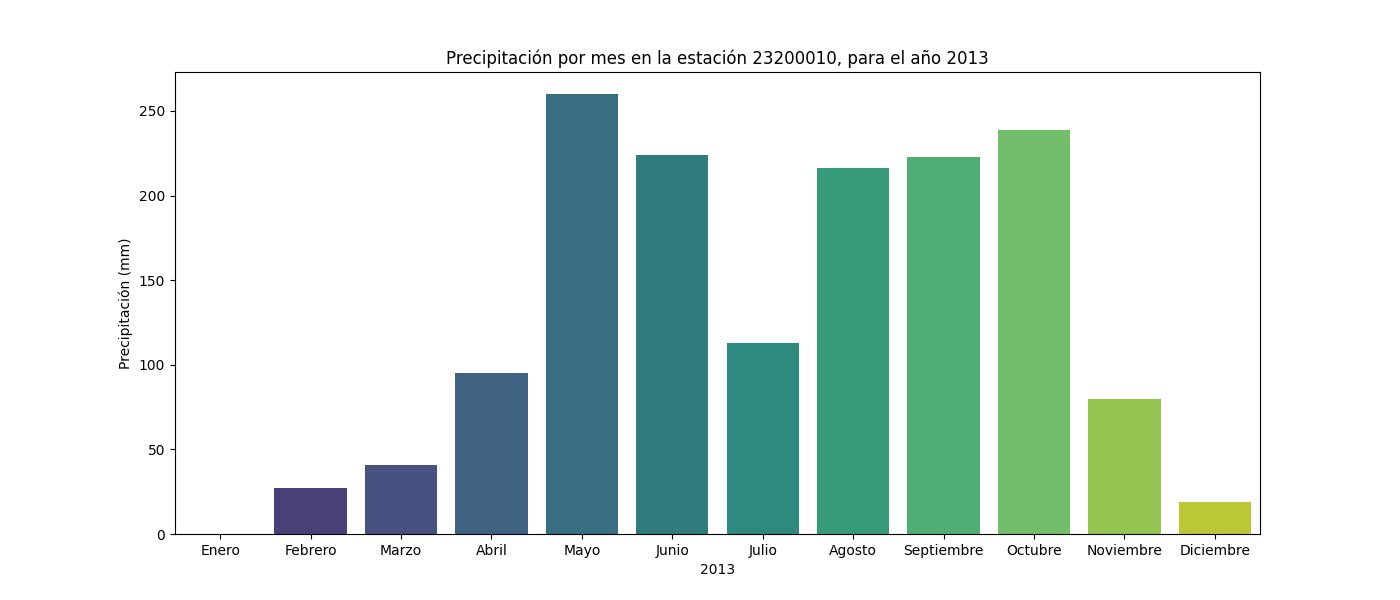 Precipitación por mes en la estación 23200010, para el año 2013
Precipitación (mm)
250
200
150
100
50
0
Enero Febrero Marzo Abril Mayo Junio Julio Agosto Septiembre Octubre Noviembre Diciembre
2013